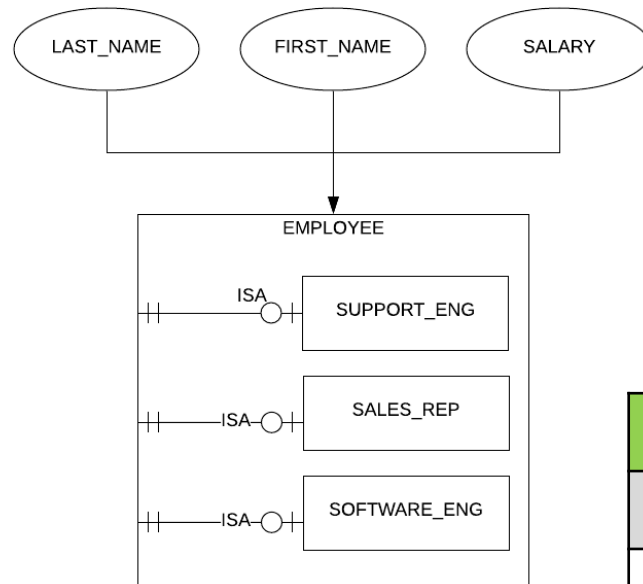 LAST_NAME
FIRST_NAME
SALARY
EMPLOYEE
ISA
SUPPORT_ENG
ISA
SALES_REP
ISA
SOFTWARE_ENG